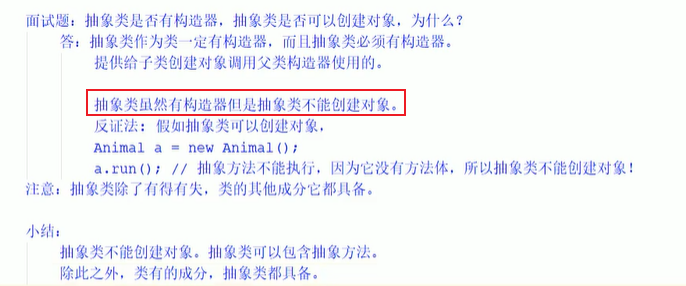 面试题：抽象类是否有构造器，抽象类是否可以创建对象，为什么？
答：抽象类作为类一定有构造器，而且抽象类必须有构造器。
提供给子类创建对象调用父类构造器使用的。
抽象类虽然有构造器但是抽象类不能创建对象。
反证法：假如抽象类可以创建对象，
Animal a = new Animal();
a.run(); // 抽象方法不能执行，因为它没有方法体，所以抽象类不能创建对象！
注意：抽象类除了有得有失，类的其他成分它都具备。
小结：
抽象类不能创建对象。抽象类可以包含抽象方法。
除此之外，类有的成分，抽象类都具备。